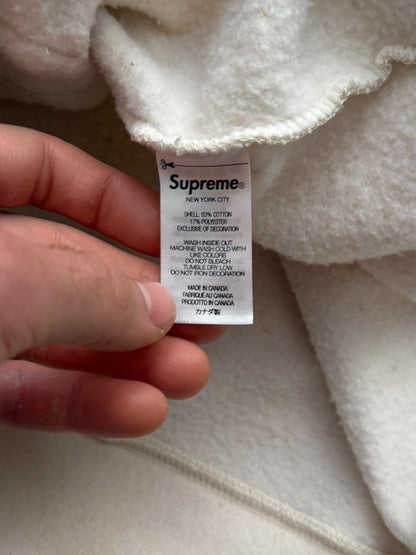 Supreme®
NEW YORK CITY
SHELL: 83% COTTON
17% POLYESTER
EXCLUSIVE OF DECORATION
WASH INSIDE OUT
MACHINE WASH COLD WITH
LIKE COLORS
DO NOT BLEACH
TUMBLE DRY LOW
DO NOT IRON DECORATION
MADE IN CANADA
FABRIQUÉ AU CANADA
PRODOTTO IN CANADA
カナダ製